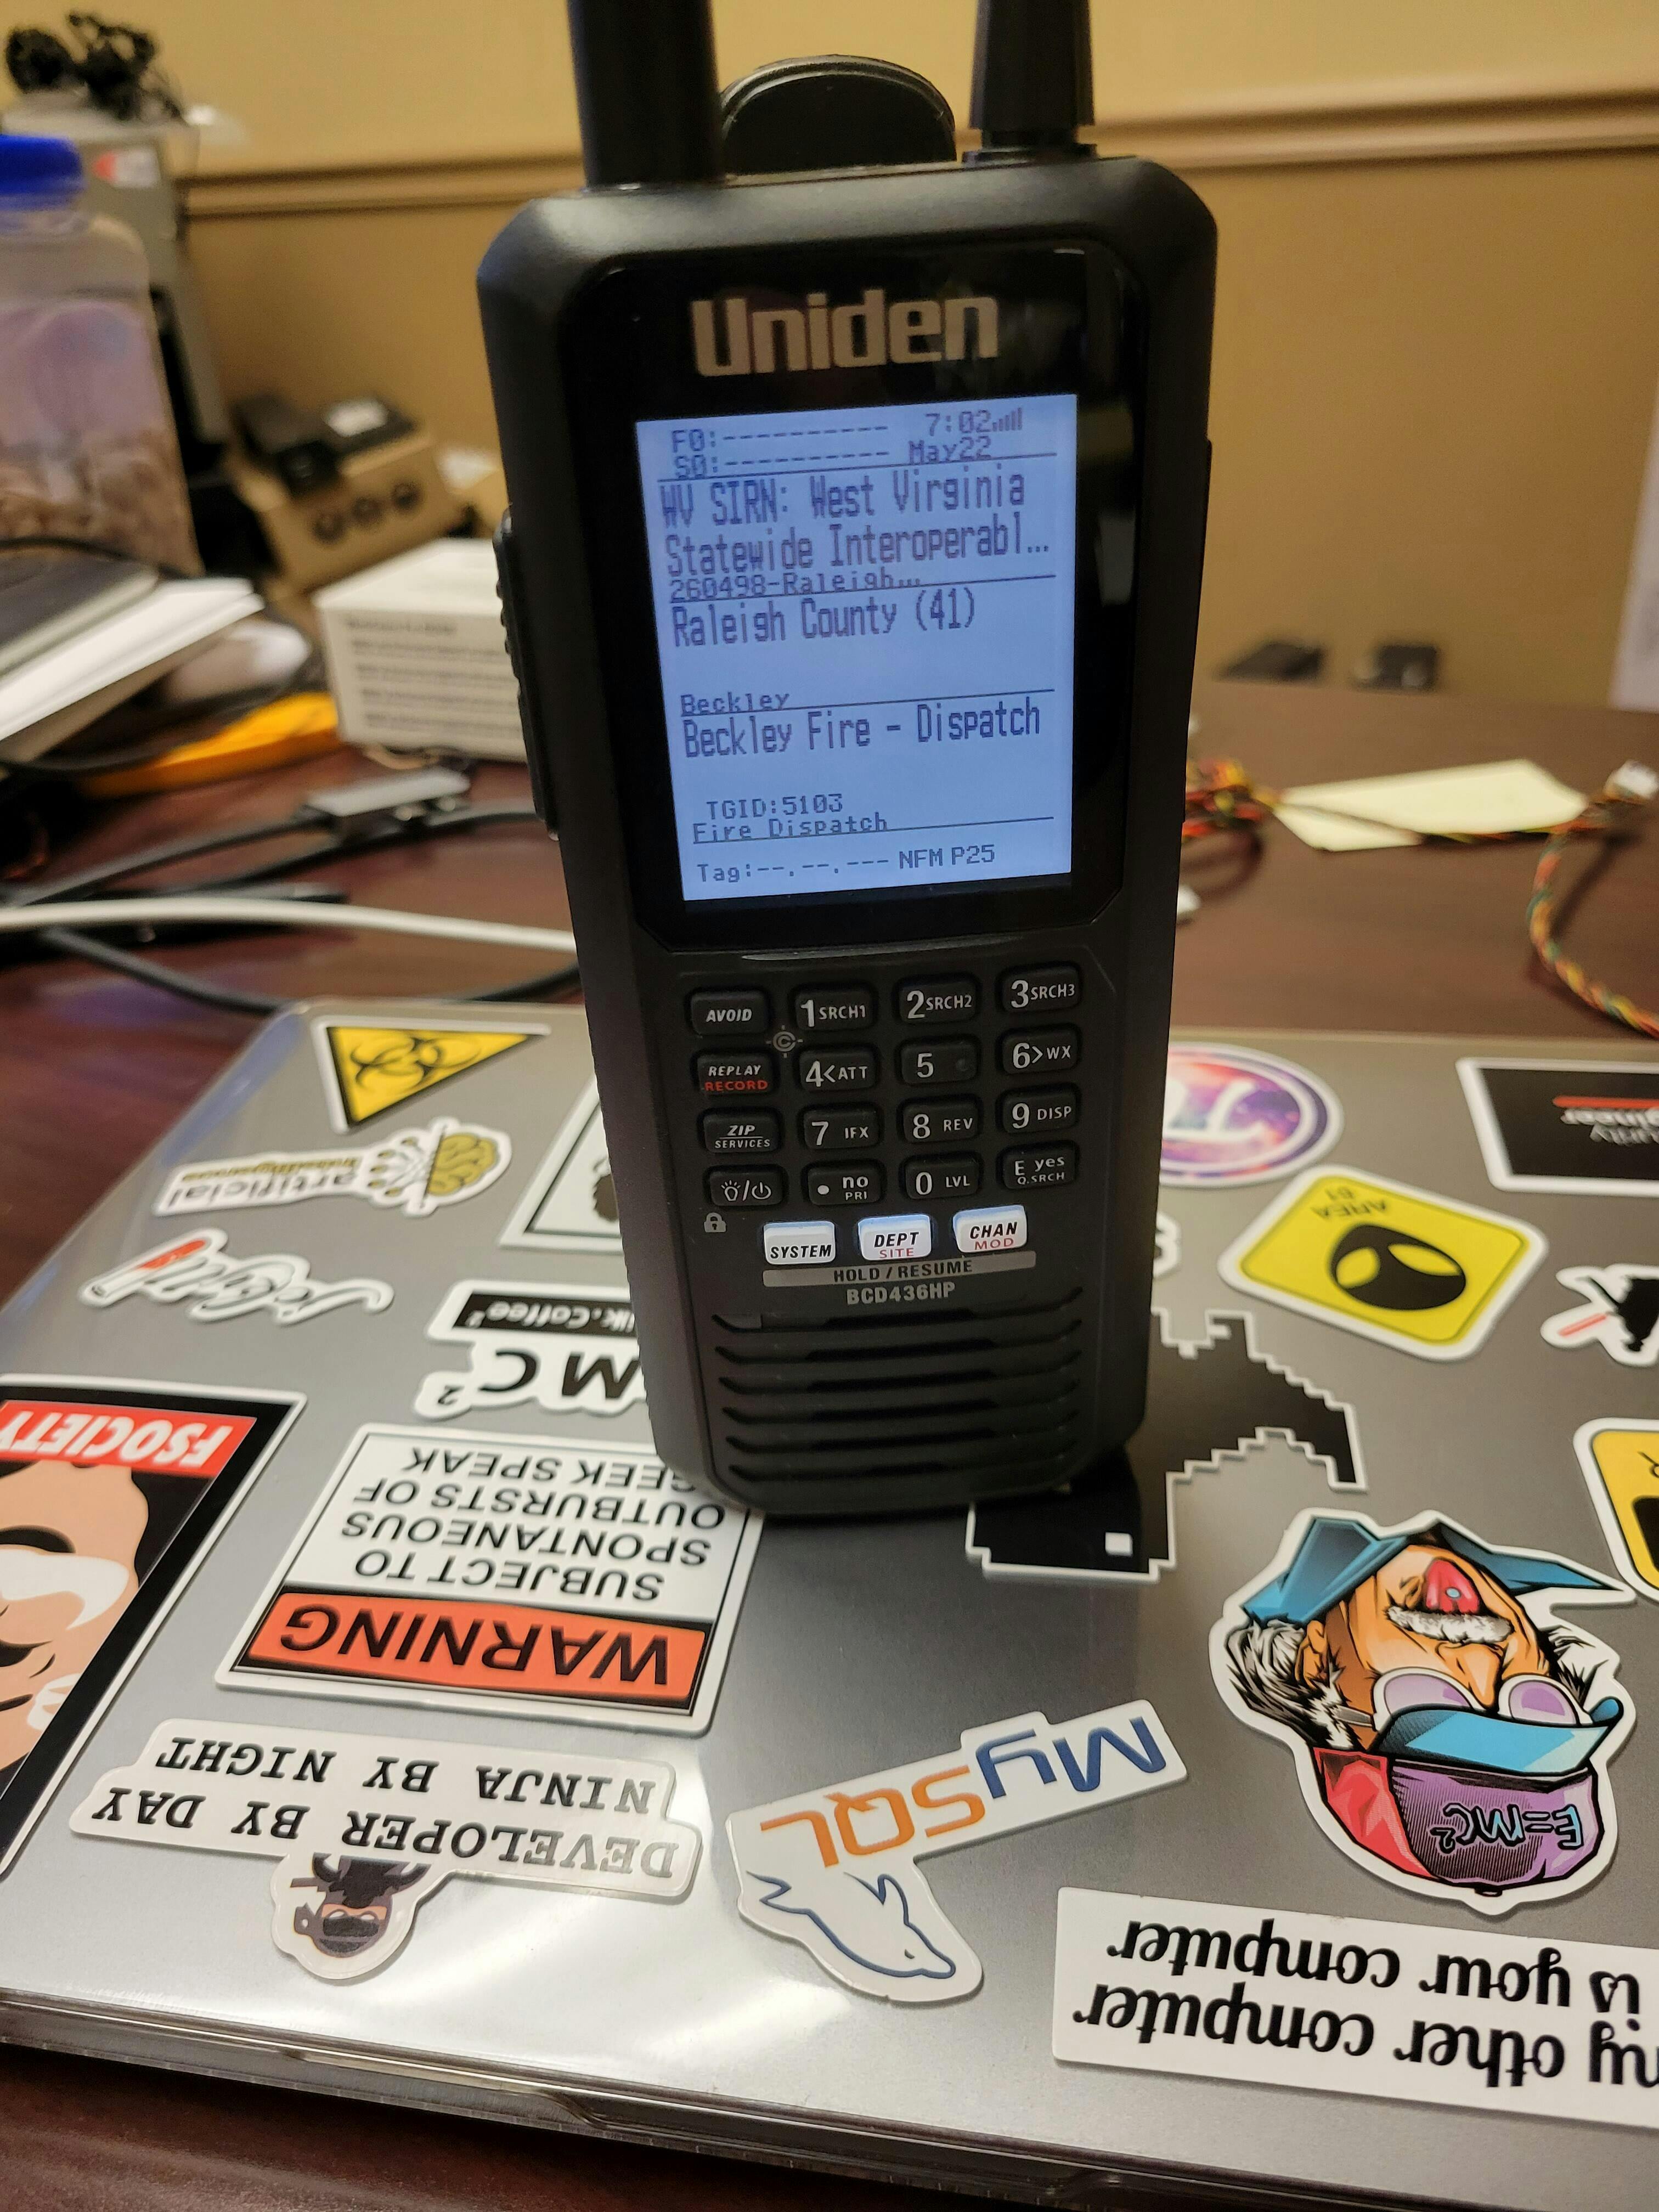 Uniden
F0:---------- 7:02
S0:---------- May22
WV SIRN: West Virginia
Statewide Interoperabl...
260498-Raleigh...
Raleigh County (41)
Beckley
Beckley Fire - Dispatch
TGID:5103
Fire Dispatch
Tag:--.--.--- NFM P25
AVOID 1 SRCH1 2 SRCH2 3 SRCH3
REPLAY RECORD 4<ATT 5 6>WX
ZIP SERVICES 7 IFX 8 REV 9 DISP
• no PRI 0 LVL E yes Q.SRCH
SYSTEM DEPT SITE CHAN MOD
HOLD / RESUME
BCD436HP
artificial
intelligence
AREA
51
MC²
FSOCIETY
WARNING
SUBJECT TO
SPONTANEOUS
OUTBURSTS OF
GEEK SPEAK
DEVELOPER BY DAY
NINJA BY NIGHT
MySQL
E=MC²
my other computer
is your computer.